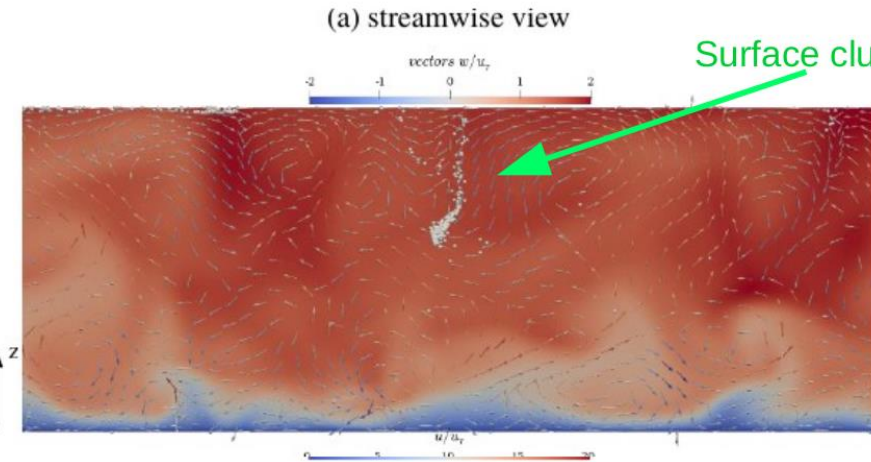 (a) streamwise view
vectors w/u_τ
Surface clu
-2 -1 0 1 2
z
u/u_τ
0 5 10 15 20